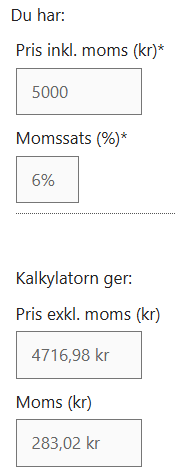 Du har:
Pris inkl. moms (kr)*
5000
Momssats (%)*
6%
Kalkylatorn ger:
Pris exkl. moms (kr)
4716,98 kr
Moms (kr)
283,02 kr